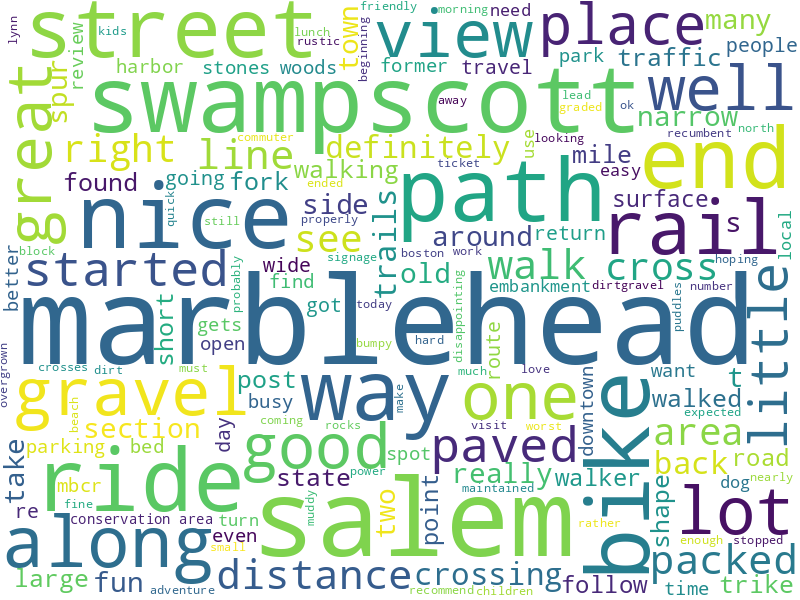 street
view
place
many
friendly
morning
need
lynn
kids
lunch
rustic
beginning
town
review
harbor
stones
woods
former
travel
park
traffic
people
swampscott
well
great
spur
away
lead
graded
ok
narrow
commuter
looking
recumbent
north
right
line
definitely
use
mile
easy
found
going
fork
walking
ticket
path
end
quick
nice
side
trails
surface
rail
s
local
still
ended
properly
see
around
return
block
better
started
wide
old
boston
work
walk
cross
hoping
signage
embankment
dirtgravel
number
probably
find
got
short
gets
open
today
marblehead
route
disappointing
puddles
little
overgrown
crosses
dirt
must
bumpy
hard
much
love
want
t
gravel
post
way
make
one
downtown
walked
expected
busy
section
beach
day
coming
rocks
visit
worst
area
parking
good
spot
paved
bike
back
road
take
bed
ride
state
really
walker
shape
dog
nearly
mbcr
two
point
power
maintained
re
fine
salem
muddy
rather
lot
conservation area
turn
even
enough
stopped
along
small
distance
crossing
packed
large
fun
adventure
recommend
children
follow
time
trike